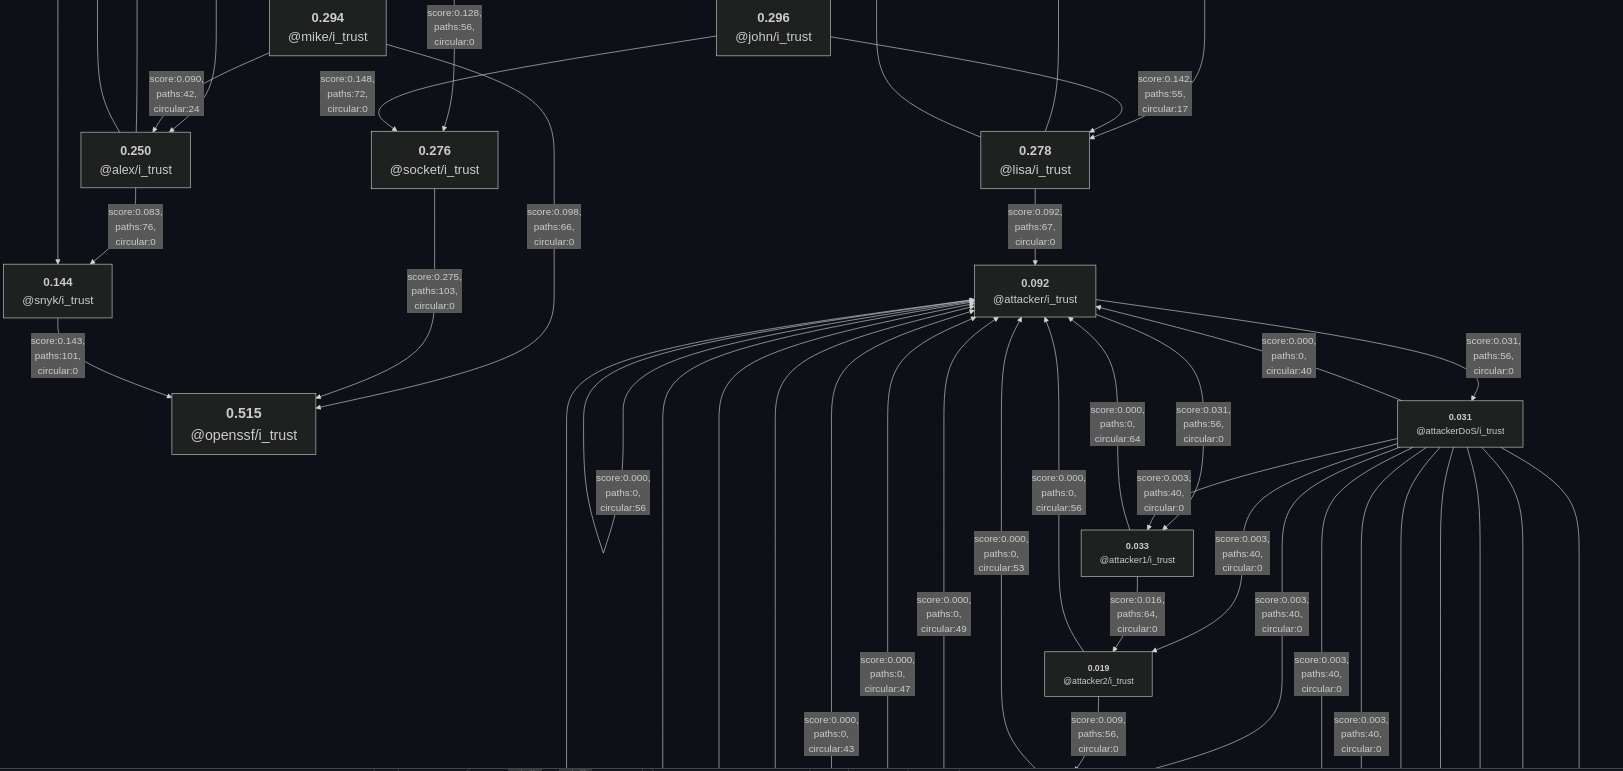 0.294
@mike/i_trust
score:0.128,
paths:56,
circular:0
0.296
@john/i_trust
score:0.090,
paths:42,
circular:24
score:0.148,
paths:72,
circular:0
score:0.142,
paths:55,
circular:17
0.250
@alex/i_trust
0.276
@socket/i_trust
0.278
@lisa/i_trust
score:0.083,
paths:76,
circular:0
score:0.098,
paths:66,
circular:0
score:0.092,
paths:67,
circular:0
0.144
@snyk/i_trust
score:0.275,
paths:103,
circular:0
0.092
@attacker/i_trust
score:0.143,
paths:101,
circular:0
score:0.000,
paths:0,
circular:40
score:0.031,
paths:56,
circular:0
0.515
@openssf/i_trust
score:0.000,
paths:0,
circular:64
score:0.031,
paths:56,
circular:0
0.031
@attackerDoS/i_trust
score:0.000,
paths:0,
circular:56
score:0.000,
paths:0,
circular:56
score:0.003,
paths:40,
circular:0
score:0.000,
paths:0,
circular:53
0.033
@attacker1/i_trust
score:0.003,
paths:40,
circular:0
score:0.000,
paths:0,
circular:49
score:0.016,
paths:64,
circular:0
score:0.003,
paths:40,
circular:0
score:0.000,
paths:0,
circular:47
0.019
@attacker2/i_trust
score:0.003,
paths:40,
circular:0
score:0.000,
paths:0,
circular:43
score:0.009,
paths:56,
circular:0
score:0.003,
paths:40,
circular:0